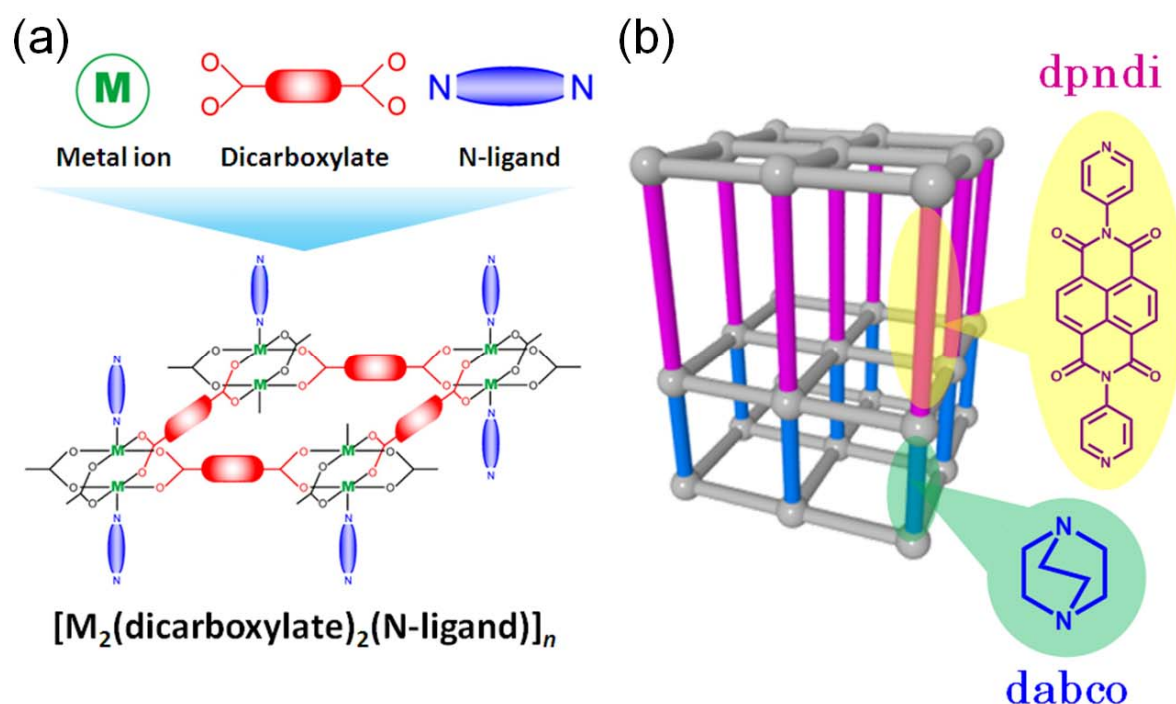 (a)
O O
M N N
O O
Metal ion Dicarboxylate N-ligand
N N
N N
O O
O M O O M O
N N
O M O O M O
O O O O
N N
O O
O M O O M O
N N
O M O O M O
O O O O
N N
N N
[M₂(dicarboxylate)₂(N-ligand)]ₙ
(b)
dpndi
N
O N O
O N O
N
N
N
dabco